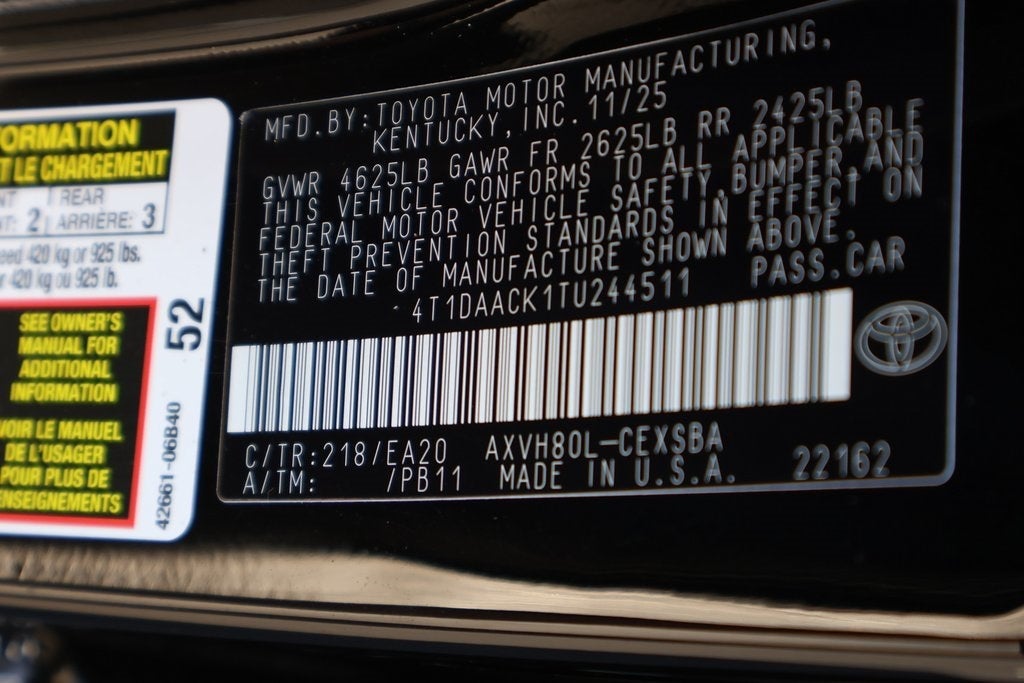 ORMATION
T LE CHARGEMENT
NT REAR
NT: 2 ARRIÈRE: 3
eed 420 kg or 925 lbs.
r 420 kg ou 925 lb.
SEE OWNER'S
MANUAL FOR
ADDITIONAL
INFORMATION
VOIR LE MANUEL
DE L'USAGER
POUR PLUS DE
ENSEIGNEMENTS
52
42661-06B40
MFD.BY:TOYOTA MOTOR MANUFACTURING,
KENTUCKY,INC.11/25
GVWR 4625LB GAWR FR 2625LB RR 2425LB
THIS VEHICLE CONFORMS TO ALL APPLICABLE
FEDERAL MOTOR VEHICLE SAFETY,BUMPER,AND
THEFT PREVENTION STANDARDS IN EFFECT ON
THE DATE OF MANUFACTURE SHOWN ABOVE.
4T1DAACK1TU244511 PASS.CAR
C/TR:218/EA20 AXVH80L-CEXSBA
A/TM: /PB11 MADE IN U.S.A. 22162